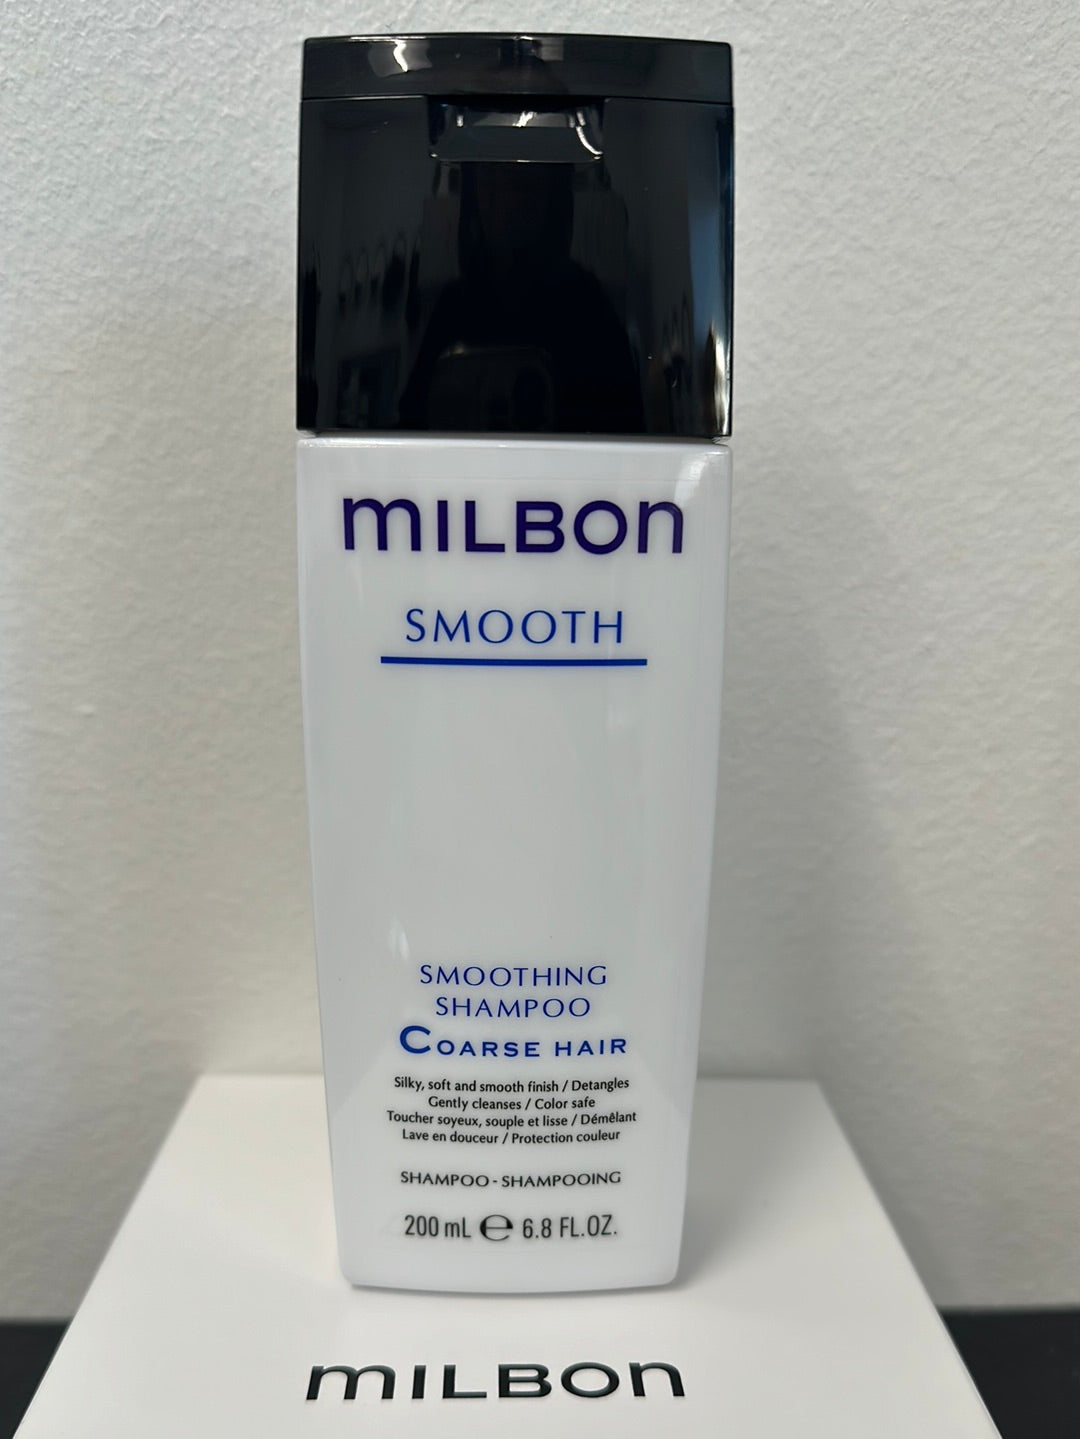 mILBOn
SMOOTH
SMOOTHING
SHAMPOO
COARSE HAIR
Silky, soft and smooth finish / Detangles
Gently cleanses / Color safe
Toucher soyeux, souple et lisse / Démêlant
Lave en douceur / Protection couleur
SHAMPOO - SHAMPOOING
200 mL ℮ 6.8 FL.OZ.
mILBOn